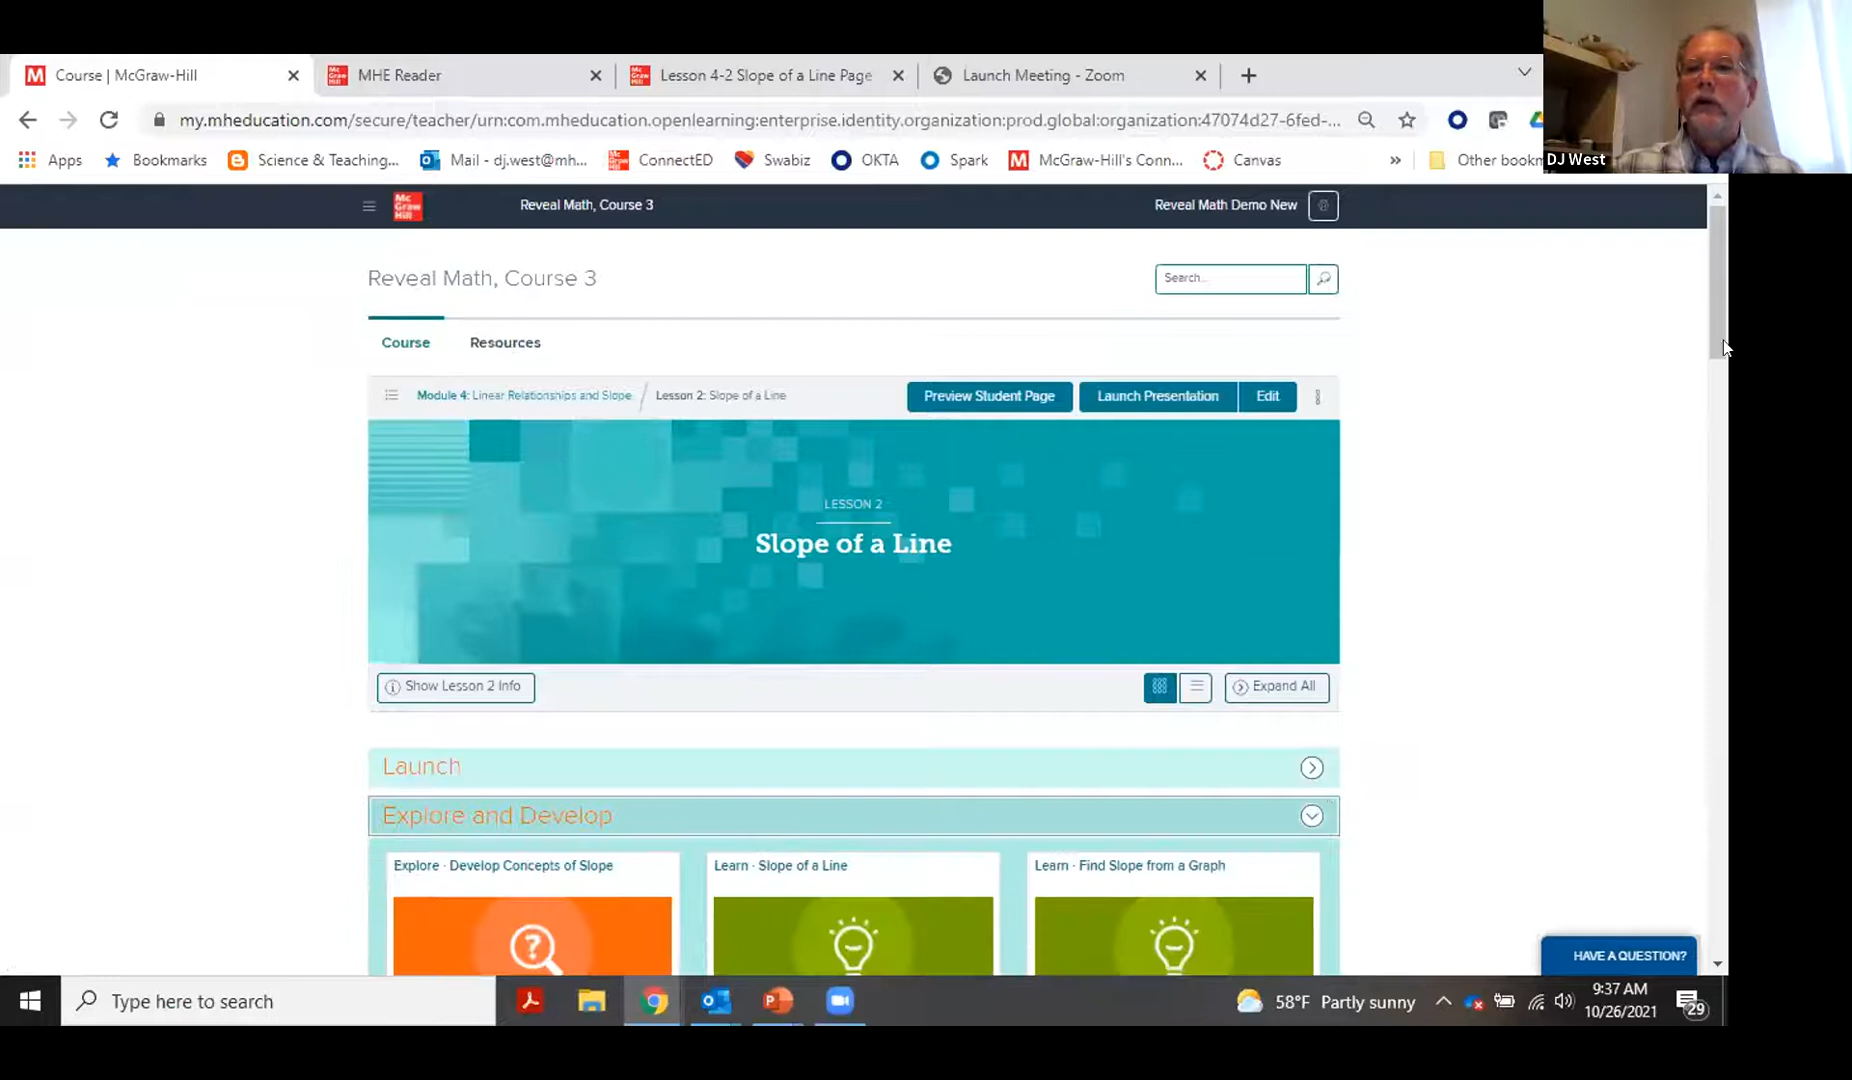 Course | McGraw-Hill
MHE Reader
Lesson 4-2 Slope of a Line Page
Launch Meeting - Zoom
my.mheducation.com/secure/teacher/urn:com.mheducation.openlearning:enterprise.identity.organization:prod.global:organization:47074d27-6fed-...
Apps
Bookmarks
Science & Teaching...
Mail - dj.west@mh...
ConnectED
Swabiz
OKTA
Spark
McGraw-Hill's Conn...
Canvas
»
Other bookm
DJ West
Mc
Graw
Hill
Reveal Math, Course 3
Reveal Math Demo New
Reveal Math, Course 3
Search...
Course
Resources
Module 4: Linear Relationships and Slope
Lesson 2: Slope of a Line
Preview Student Page
Launch Presentation
Edit
LESSON 2
Slope of a Line
Show Lesson 2 Info
Expand All
Launch
Explore and Develop
Explore · Develop Concepts of Slope
Learn · Slope of a Line
Learn · Find Slope from a Graph
HAVE A QUESTION?
Type here to search
58°F Partly sunny
9:37 AM
10/26/2021
29